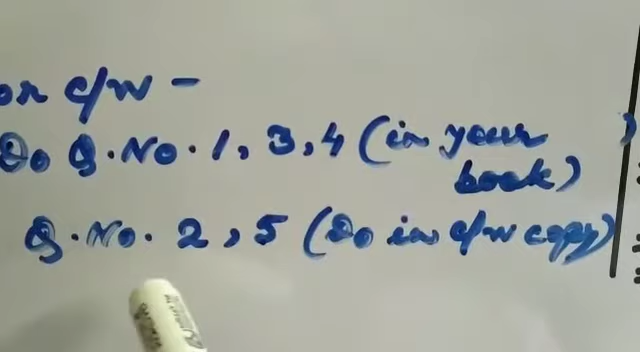 or c/w -
Do Q.No. 1, 3, 4 (in your
book)
Q.No. 2, 5 (Do in c/w copy)